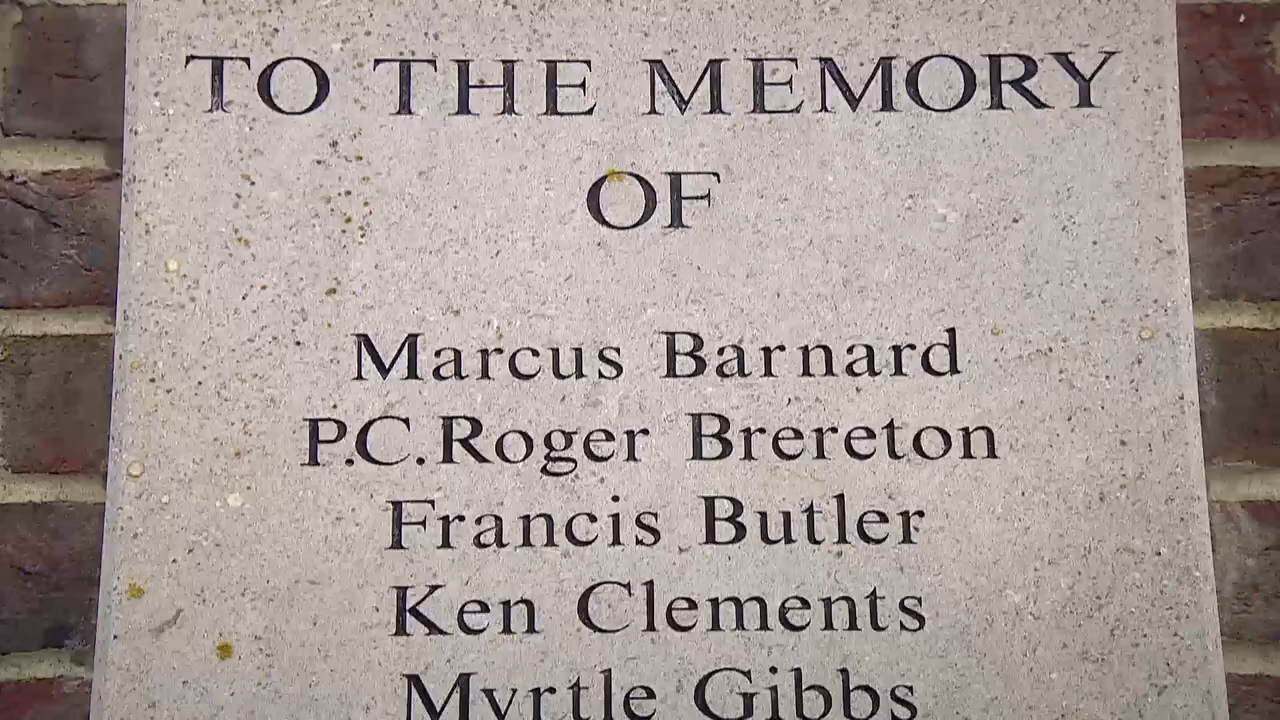 TO THE MEMORY
OF
Marcus Barnard
P.C.Roger Brereton
Francis Butler
Ken Clements
Myrtle Gibbs